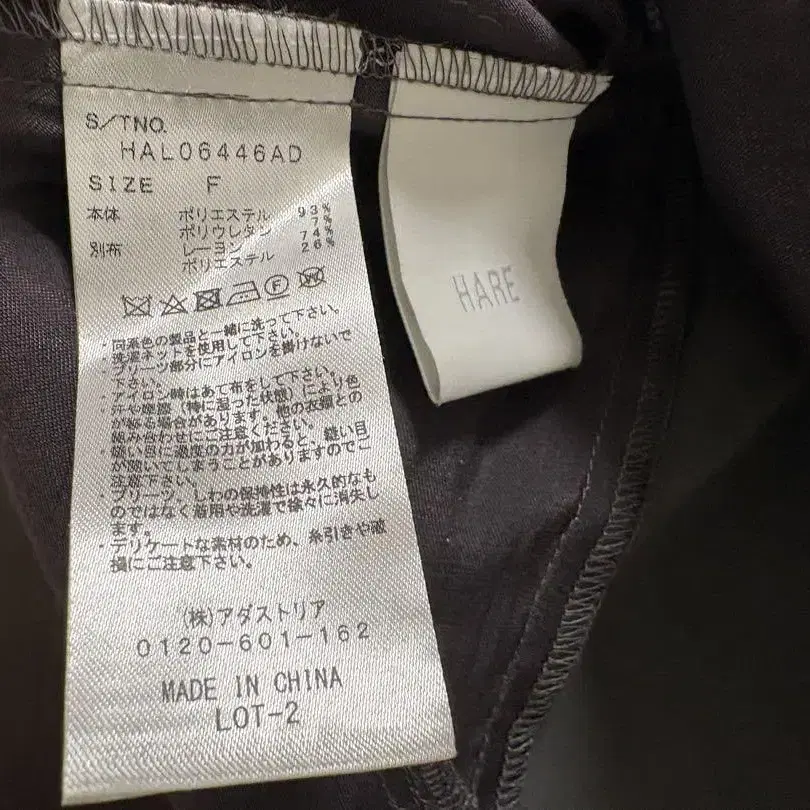 S/TNO.
HAL06446AD
SIZE F
本体 ポリエステル 93%
ポリウレタン 7%
別布 レーヨン 74%
ポリエステル 26%
・同系色の製品と一緒に洗って下さい。
・洗濯ネットを使用して下さい。
・プリーツ部分にアイロンを掛けないで
下さい。
・アイロン時はあて布をして下さい。
・汗や摩擦（特に湿った状態）により色
が移る場合があります。他の衣類との
組み合わせにご注意ください。
・縫い目に過度の力が加わると、縫い目
が開いてしまうことがありますのでご
注意下さい。
・プリーツ、しわの保持性は永久的なも
のではなく着用や洗濯で徐々に消失し
ます。
・デリケートな素材のため、糸引きや破
損にご注意下さい。
(株)アダストリア
0120-601-162
MADE IN CHINA
LOT-2
HARE